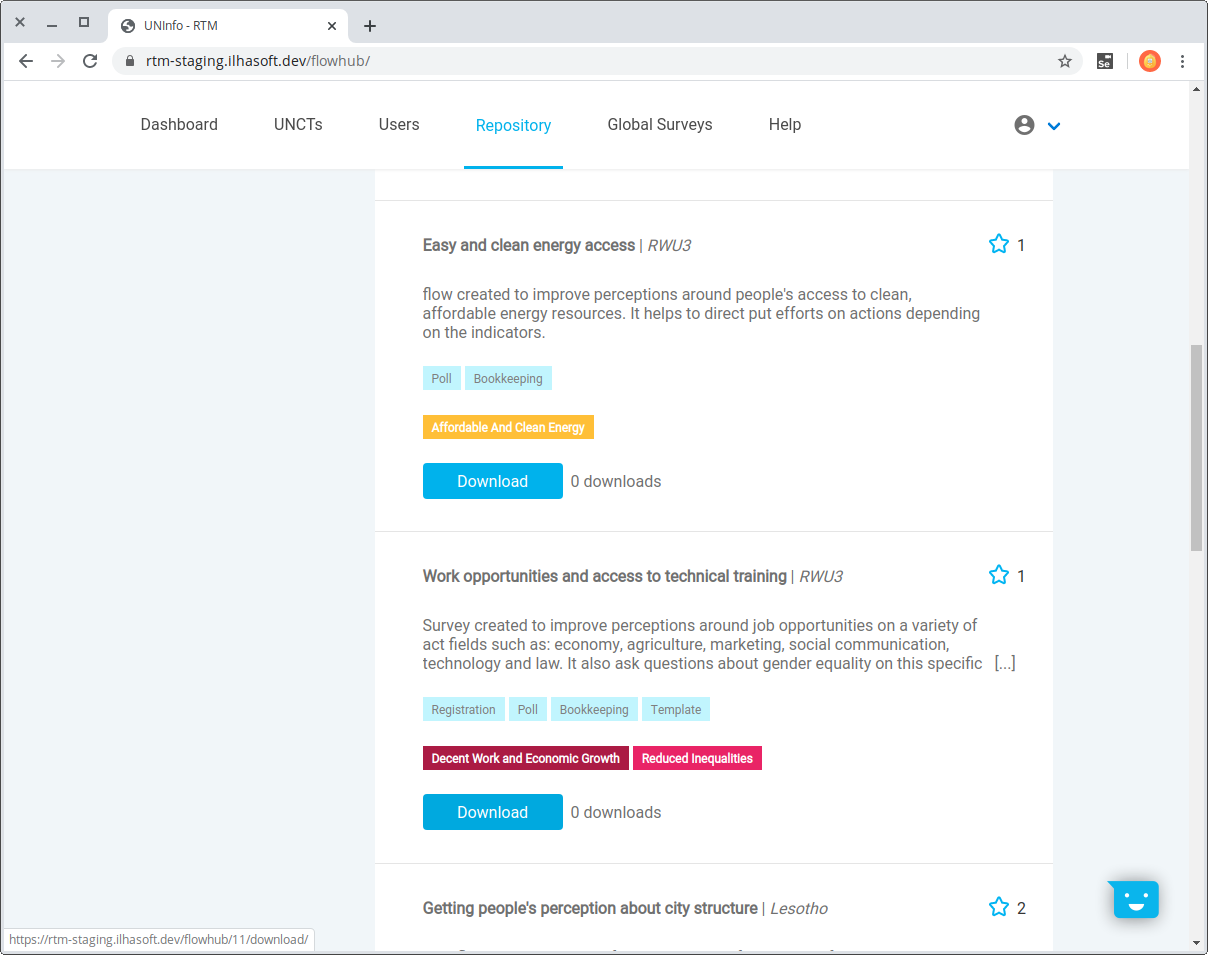 UNInfo - RTM
rtm-staging.ilhasoft.dev/flowhub/
Se
Dashboard UNCTs Users Repository Global Surveys Help
Easy and clean energy access | RWU3 1
flow created to improve perceptions around people's access to clean,
affordable energy resources. It helps to direct put efforts on actions depending
on the indicators.
Poll Bookkeeping
Affordable And Clean Energy
Download 0 downloads
Work opportunities and access to technical training | RWU3 1
Survey created to improve perceptions around job opportunities on a variety of
act fields such as: economy, agriculture, marketing, social communication,
technology and law. It also ask questions about gender equality on this specific [...]
Registration Poll Bookkeeping Template
Decent Work and Economic Growth Reduced Inequalities
Download 0 downloads
Getting people's perception about city structure | Lesotho 2
https://rtm-staging.ilhasoft.dev/flowhub/11/download/